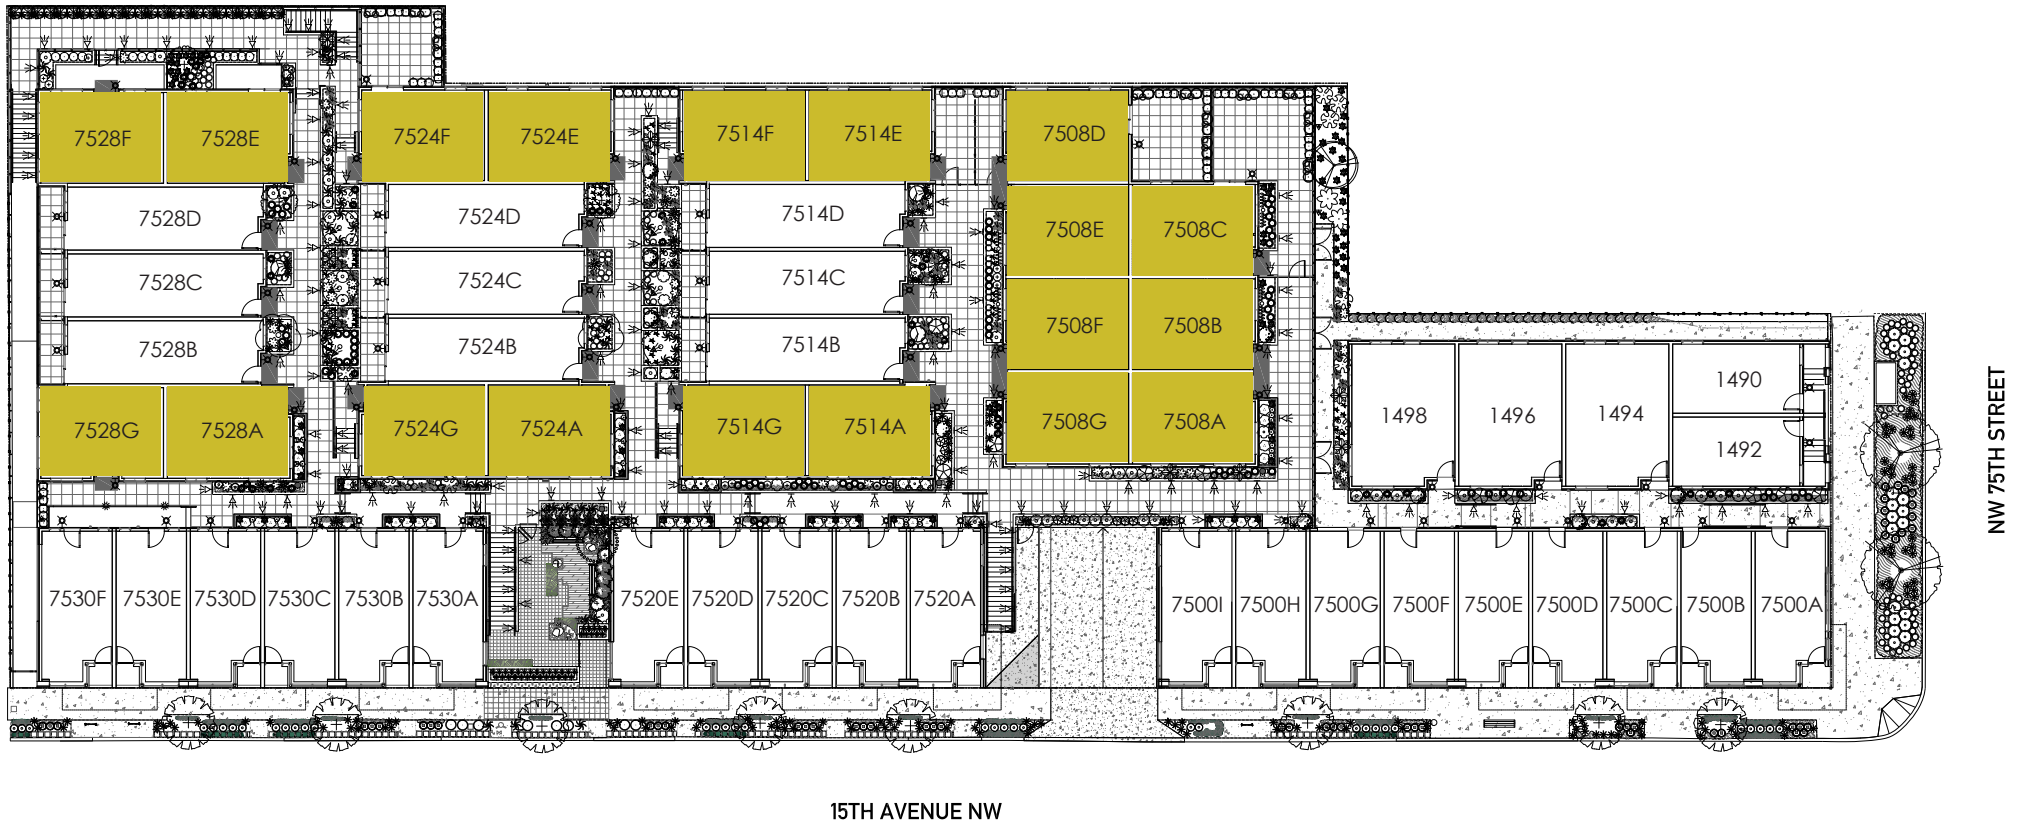 7528F 7528E 7524F 7524E 7514F 7514E 7508D
7528D 7524D 7514D 7508E 7508C
7528C 7524C 7514C
7528B 7524B 7514B 7508F 7508B
7528G 7528A 7524G 7524A 7514G 7514A 7508G 7508A
1498 1496 1494 1490
1492
NW 75TH STREET
7530F 7530E 7530D 7530C 7530B 7530A 7520E 7520D 7520C 7520B 7520A 7500I 7500H 7500G 7500F 7500E 7500D 7500C 7500B 7500A
15TH AVENUE NW